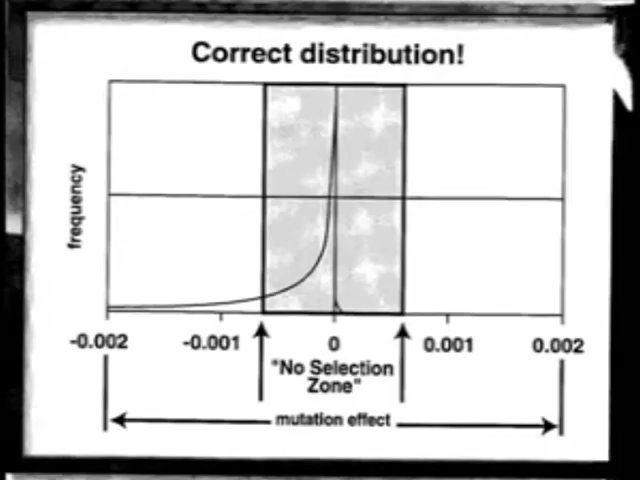 Correct distribution!
frequency
-0.002 -0.001 0 0.001 0.002
"No Selection
Zone"
mutation effect